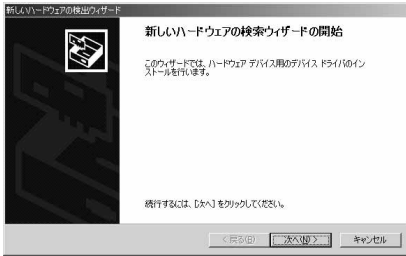 新しいハードウェアの検出ウィザード
新しいハードウェアの検索ウィザードの開始
このウィザードでは、ハードウェア デバイス用のデバイス ドライバのイン
ストールを行います。
続行するには、[次へ] をクリックしてください。
< 戻る(B) 次へ(N) > キャンセル